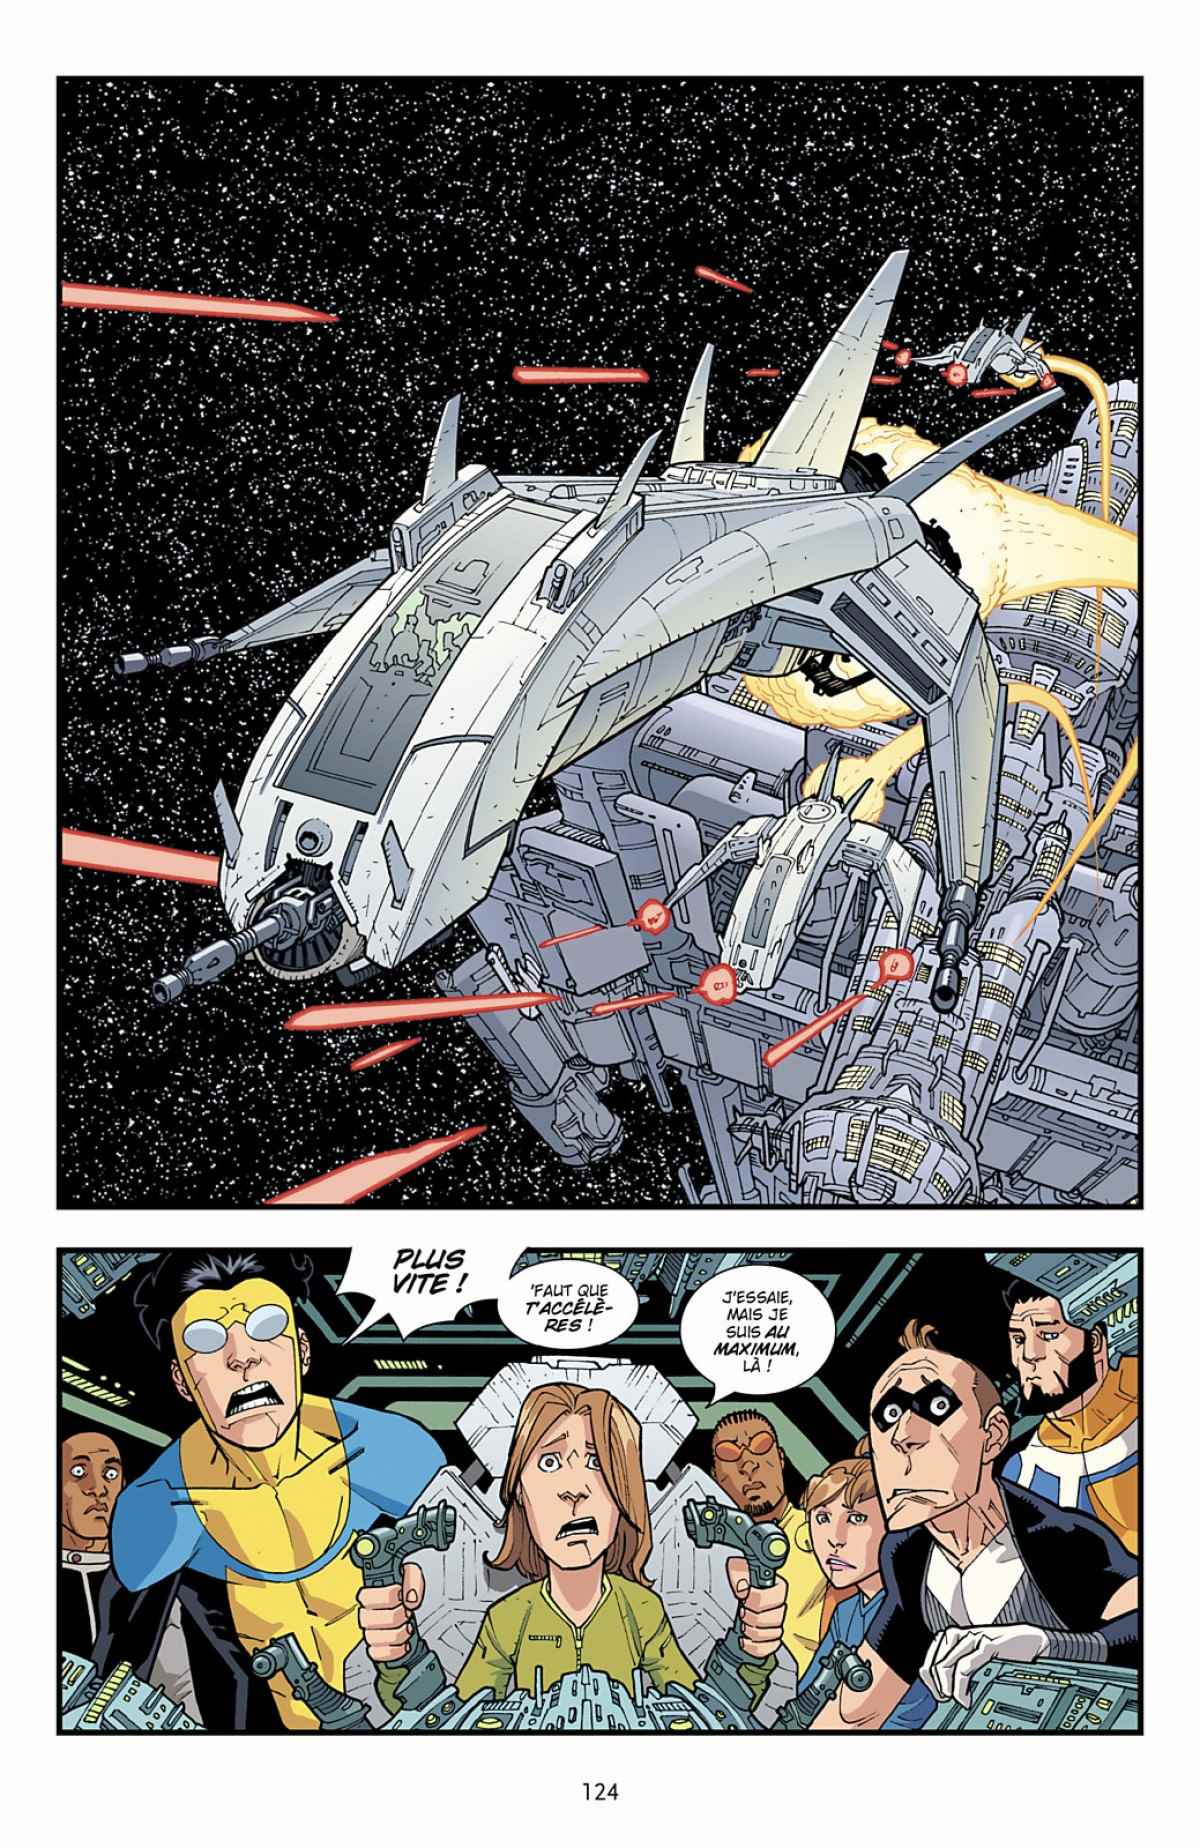 PLUS
VITE !
'FAUT QUE
T'ACCÉLÈ-
RES !
J'ESSAIE,
MAIS JE
SUIS AU
MAXIMUM,
LÀ !
124